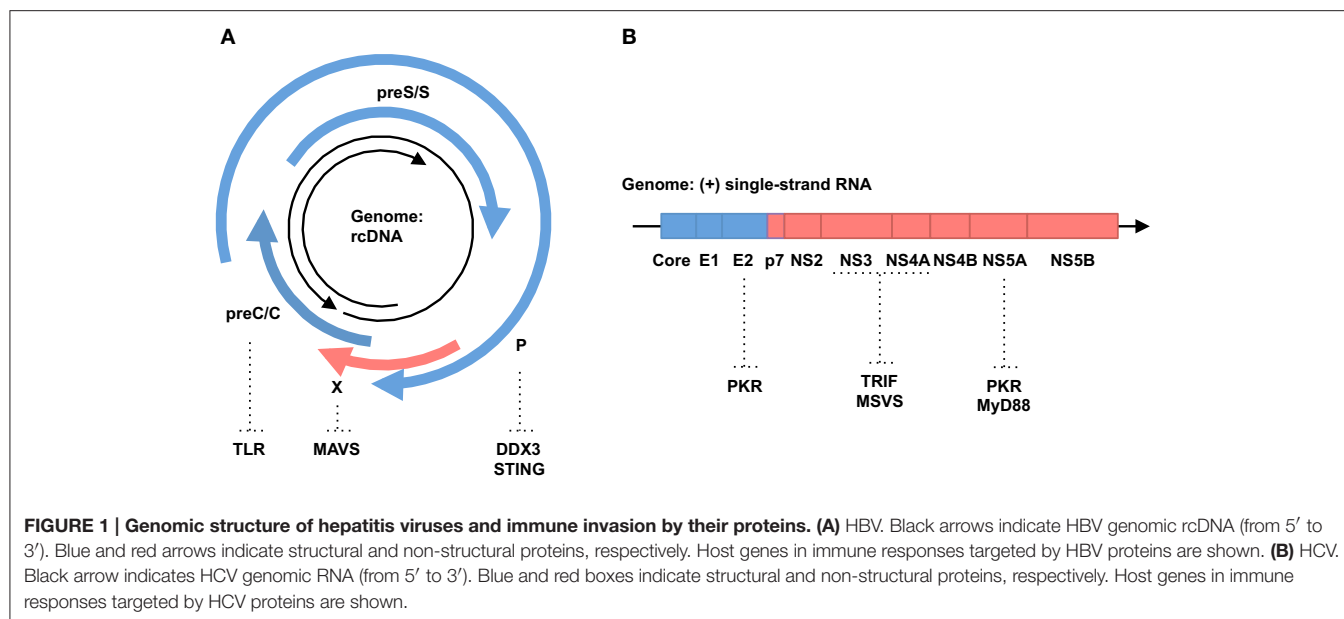 A
preS/S
Genome:
rcDNA
preC/C
P
X
TLR
MAVS
DDX3
STING
B
Genome: (+) single-strand RNA
Core E1 E2 p7 NS2 NS3 NS4A NS4B NS5A NS5B
PKR
TRIF
MSVS
PKR
MyD88
FIGURE 1 | Genomic structure of hepatitis viruses and immune invasion by their proteins. (A) HBV. Black arrows indicate HBV genomic rcDNA (from 5′ to
3′). Blue and red arrows indicate structural and non-structural proteins, respectively. Host genes in immune responses targeted by HBV proteins are shown. (B) HCV.
Black arrow indicates HCV genomic RNA (from 5′ to 3′). Blue and red boxes indicate structural and non-structural proteins, respectively. Host genes in immune
responses targeted by HCV proteins are shown.